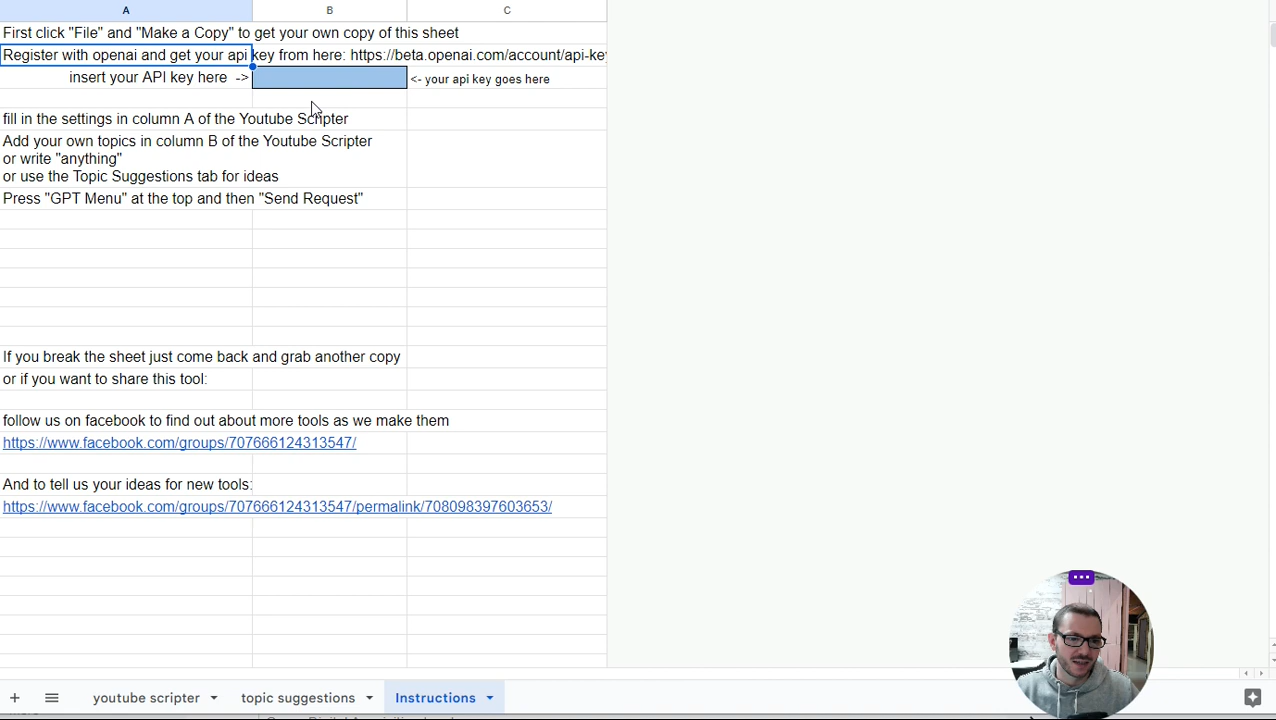 A B C
First click "File" and "Make a Copy" to get your own copy of this sheet
Register with openai and get your api key from here: https://beta.openai.com/account/api-key
insert your API key here -> <- your api key goes here
fill in the settings in column A of the Youtube Scripter
Add your own topics in column B of the Youtube Scripter
or write "anything"
or use the Topic Suggestions tab for ideas
Press "GPT Menu" at the top and then "Send Request"
If you break the sheet just come back and grab another copy
or if you want to share this tool:
follow us on facebook to find out about more tools as we make them
https://www.facebook.com/groups/707666124313547/
And to tell us your ideas for new tools:
https://www.facebook.com/groups/707666124313547/permalink/708098397603653/
youtube scripter topic suggestions Instructions